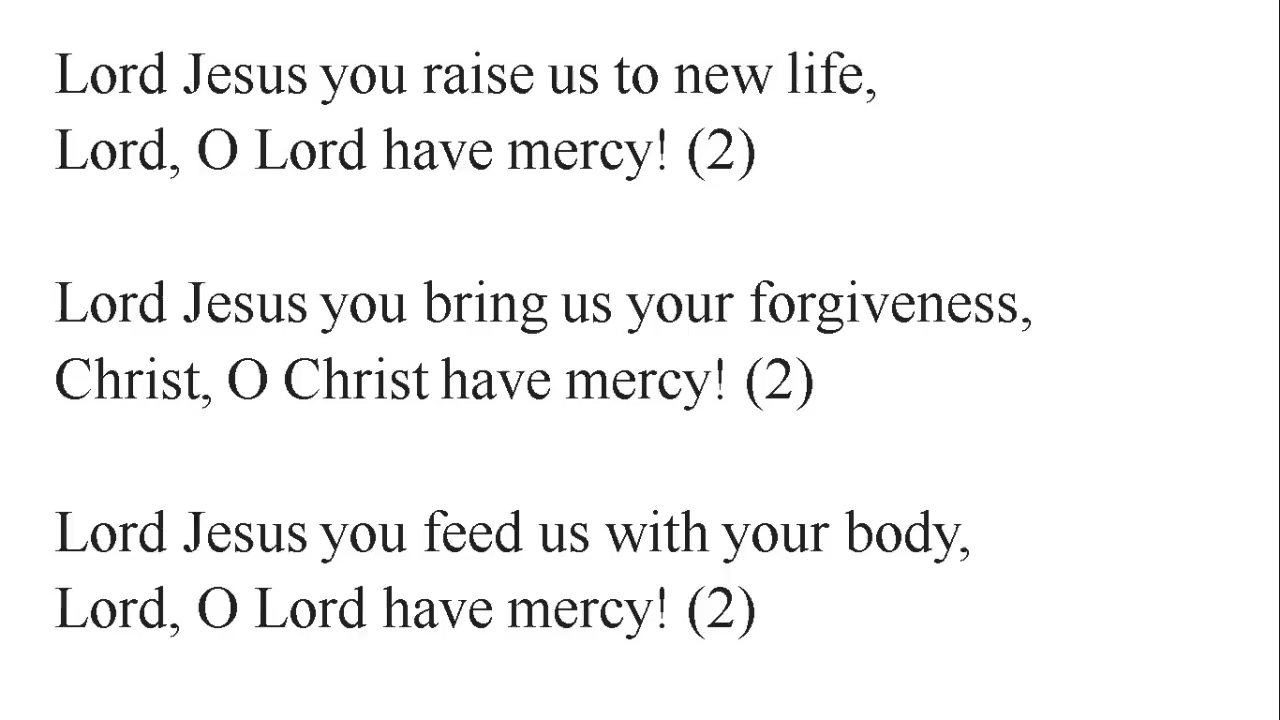 Lord Jesus you raise us to new life,
Lord, O Lord have mercy! (2)
Lord Jesus you bring us your forgiveness,
Christ, O Christ have mercy! (2)
Lord Jesus you feed us with your body,
Lord, O Lord have mercy! (2)